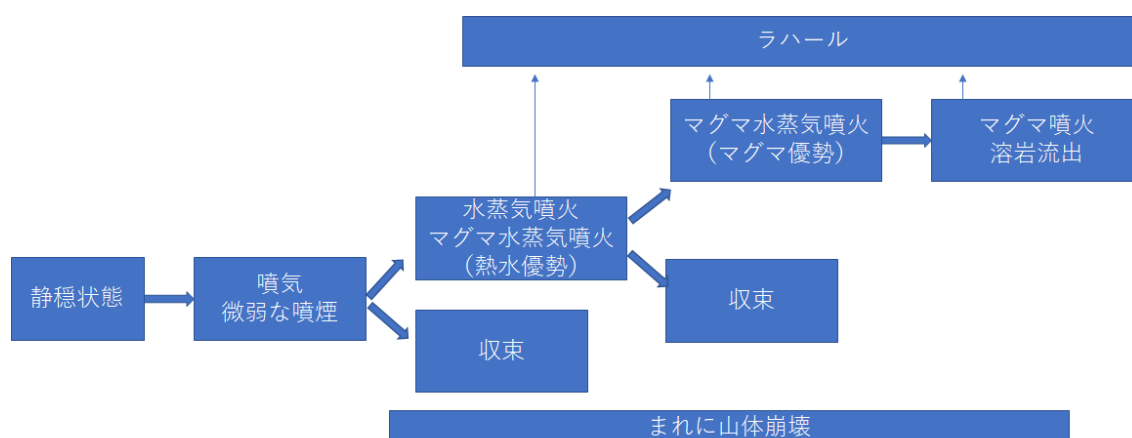 ラハール
マグマ水蒸気噴火
（マグマ優勢）
マグマ噴火
溶岩流出
水蒸気噴火
マグマ水蒸気噴火
（熱水優勢）
静穏状態
噴気
微弱な噴煙
収束
収束
まれに山体崩壊